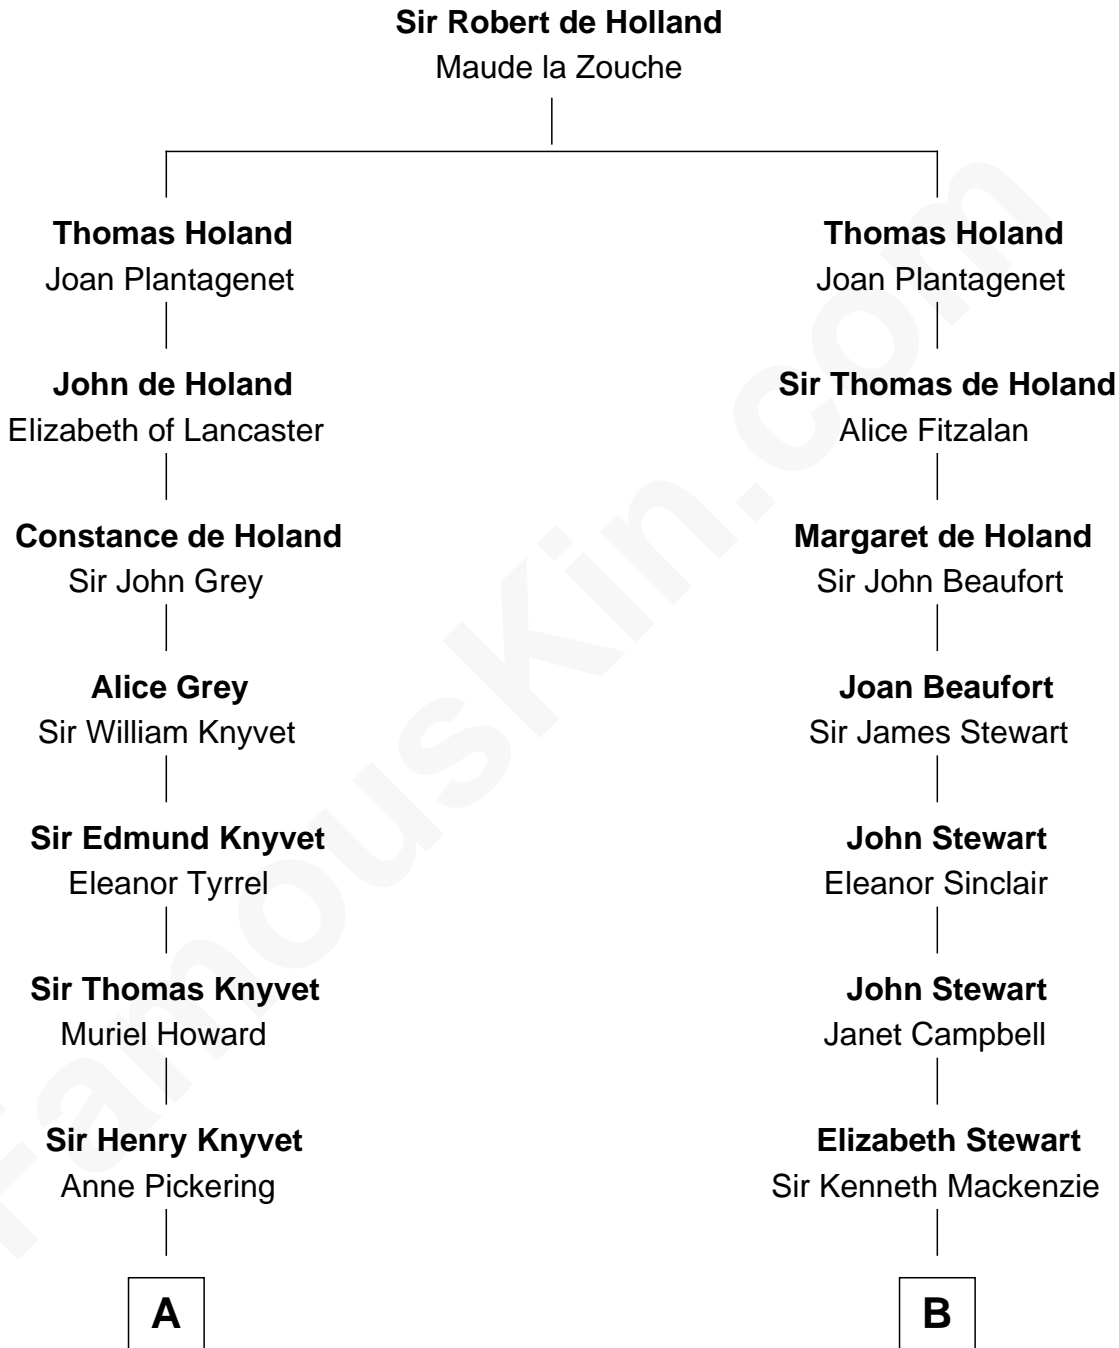 Sir Robert de Holland
Maude la Zouche
Thomas Holand
Joan Plantagenet
John de Holand
Elizabeth of Lancaster
Constance de Holand
Sir John Grey
Alice Grey
Sir William Knyvet
Sir Edmund Knyvet
Eleanor Tyrrel
Sir Thomas Knyvet
Muriel Howard
Sir Henry Knyvet
Anne Pickering
A
Thomas Holand
Joan Plantagenet
Sir Thomas de Holand
Alice Fitzalan
Margaret de Holand
Sir John Beaufort
Joan Beaufort
Sir James Stewart
John Stewart
Eleanor Sinclair
John Stewart
Janet Campbell
Elizabeth Stewart
Sir Kenneth Mackenzie
B
FamousKin.com